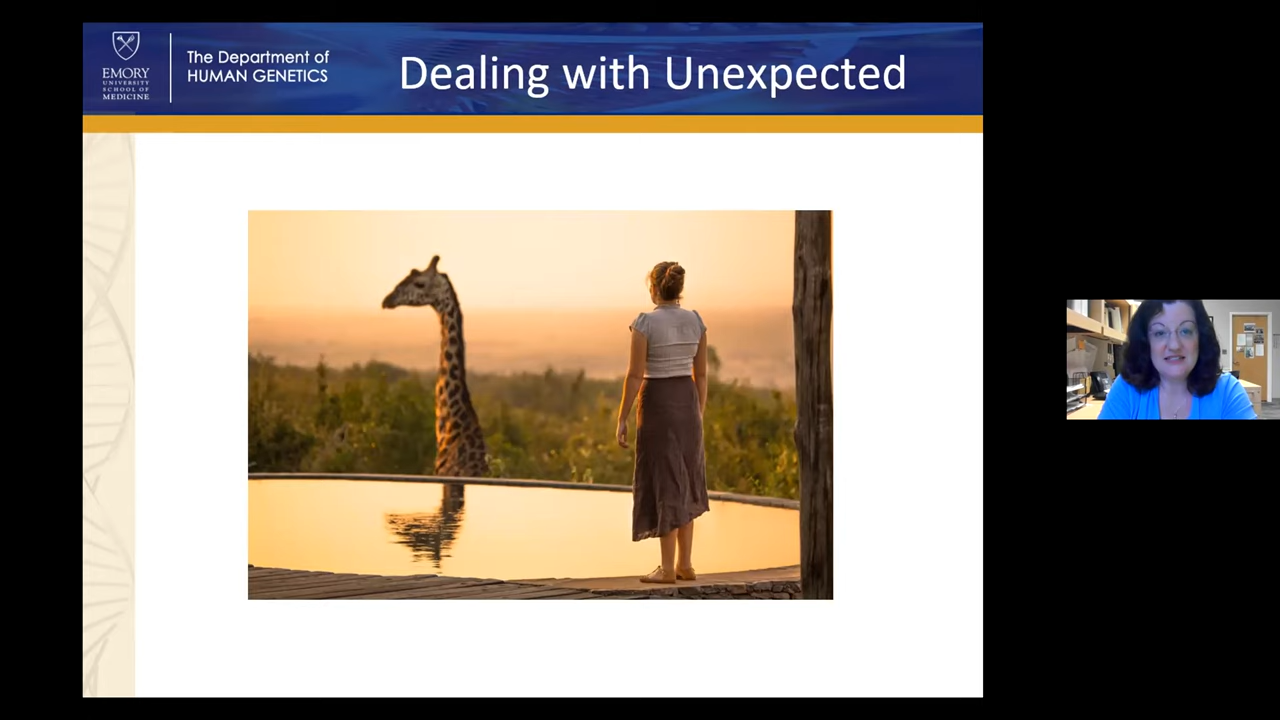 EMORY
UNIVERSITY
SCHOOL OF
MEDICINE
The Department of
HUMAN GENETICS
Dealing with Unexpected